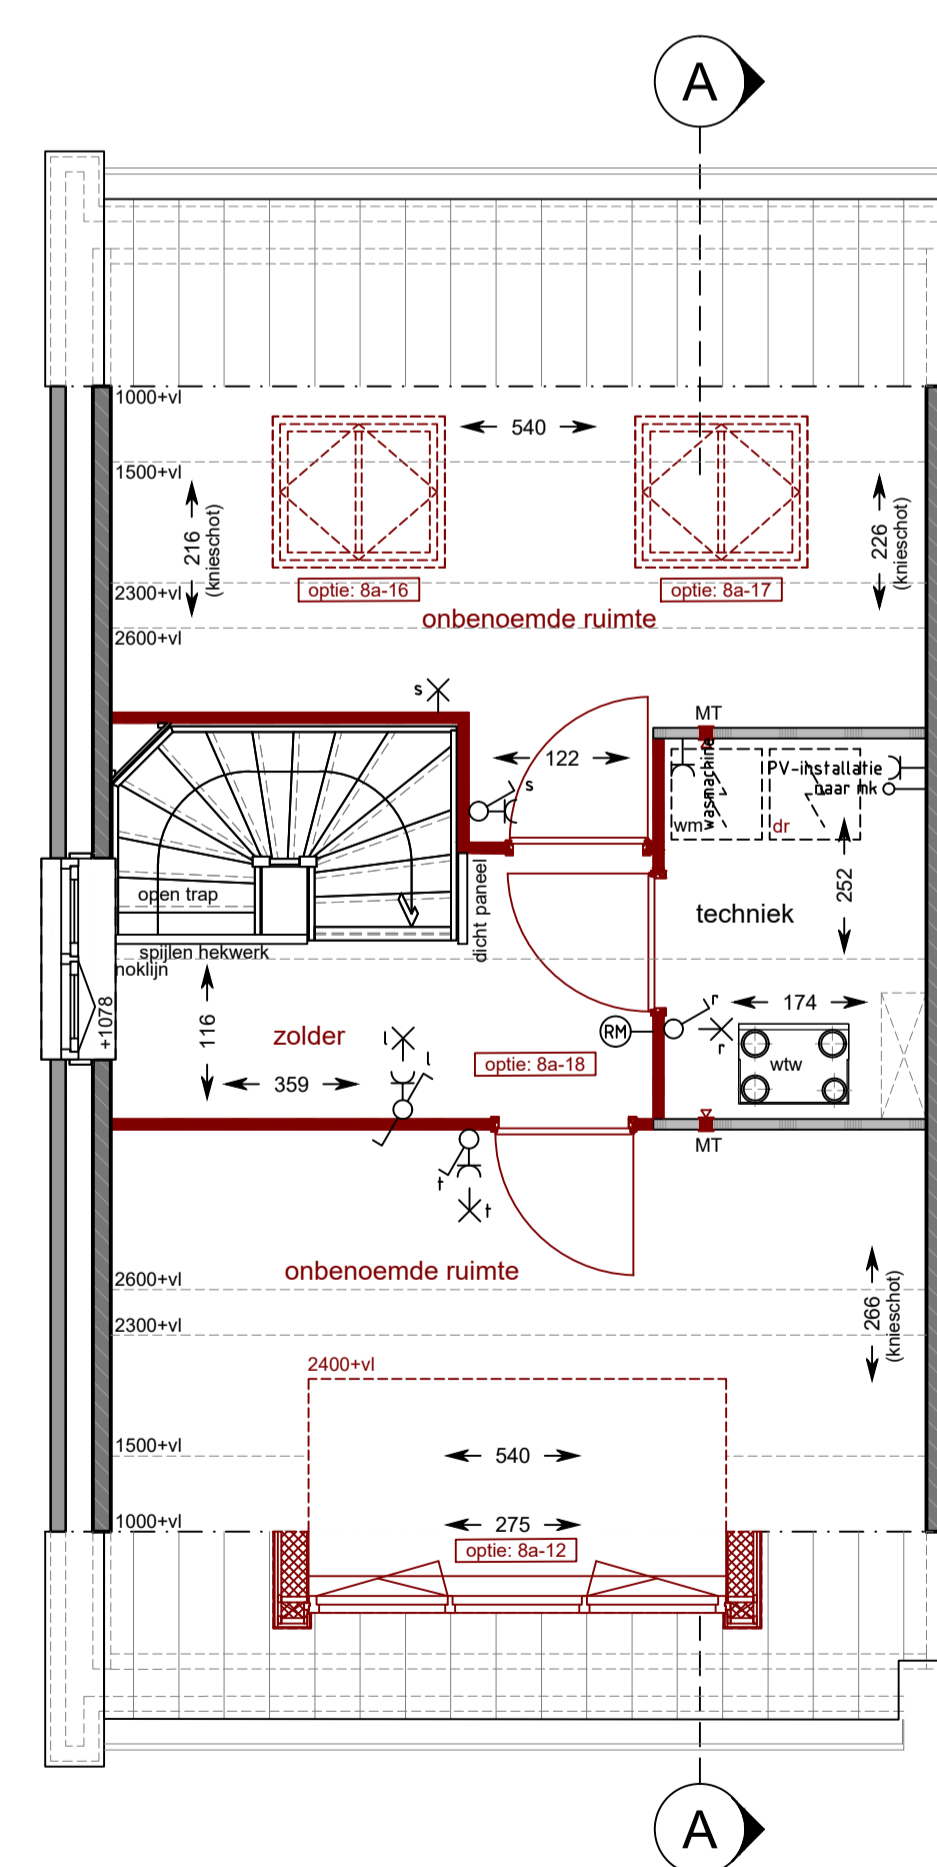 A
1000+vl
540
1500+vl
216
(knieschot)
226
(knieschot)
optie: 8a-16
optie: 8a-17
2300+vl
onbenoemde ruimte
2600+vl
s
MT
122
s
wasmachine
PV-installatie
naar mk
wm
dr
open trap
dicht paneel
252
techniek
spijlen hekwerk
noklijn
+1078
116
zolder
359
l
l
optie: 8a-18
RM
r
r
174
wtw
MT
t
t
onbenoemde ruimte
2600+vl
2300+vl
266
(knieschot)
2400+vl
1500+vl
540
1000+vl
275
optie: 8a-12
A